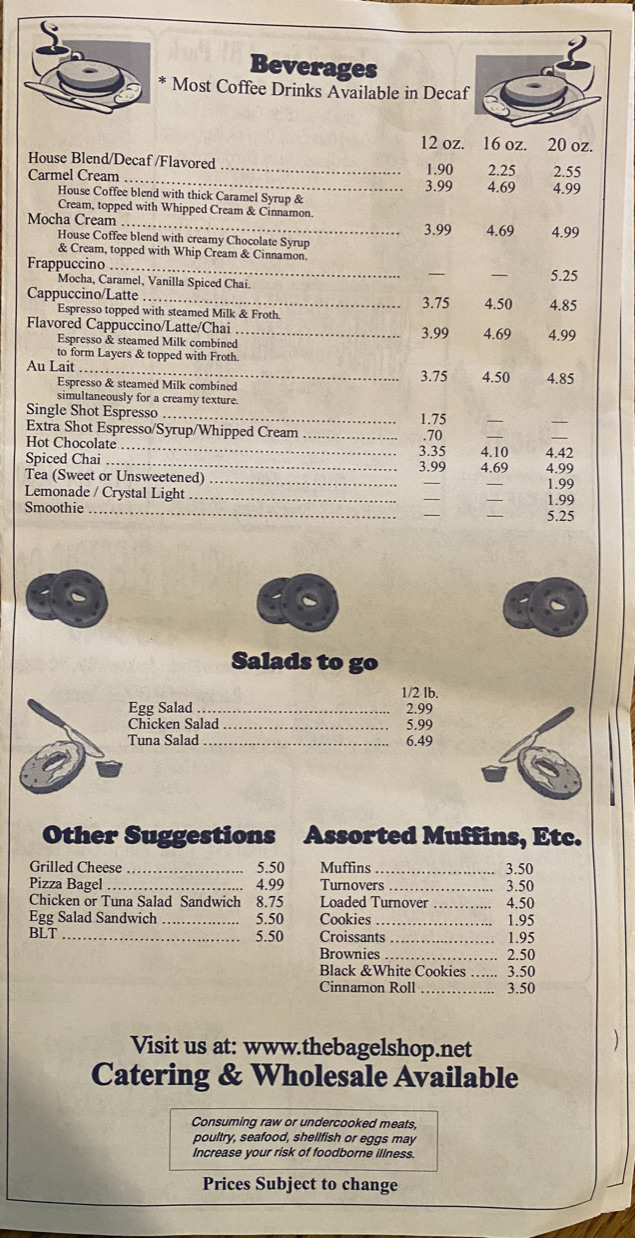 Beverages
* Most Coffee Drinks Available in Decaf
12 oz. 16 oz. 20 oz.
House Blend/Decaf /Flavored 1.90 2.25 2.55
Carmel Cream 3.99 4.69 4.99
House Coffee blend with thick Caramel Syrup &
Cream, topped with Whipped Cream & Cinnamon.
Mocha Cream 3.99 4.69 4.99
House Coffee blend with creamy Chocolate Syrup
& Cream, topped with Whip Cream & Cinnamon.
Frappuccino — — 5.25
Mocha, Caramel, Vanilla Spiced Chai.
Cappuccino/Latte 3.75 4.50 4.85
Espresso topped with steamed Milk & Froth.
Flavored Cappuccino/Latte/Chai 3.99 4.69 4.99
Espresso & steamed Milk combined
to form Layers & topped with Froth.
Au Lait 3.75 4.50 4.85
Espresso & steamed Milk combined
simultaneously for a creamy texture.
Single Shot Espresso 1.75 — —
Extra Shot Espresso/Syrup/Whipped Cream .70 — —
Hot Chocolate 3.35 4.10 4.42
Spiced Chai 3.99 4.69 4.99
Tea (Sweet or Unsweetened) — — 1.99
Lemonade / Crystal Light — — 1.99
Smoothie — — 5.25
Salads to go
1/2 lb.
Egg Salad 2.99
Chicken Salad 5.99
Tuna Salad 6.49
Other Suggestions
Grilled Cheese 5.50
Pizza Bagel 4.99
Chicken or Tuna Salad Sandwich 8.75
Egg Salad Sandwich 5.50
BLT 5.50
Assorted Muffins, Etc.
Muffins 3.50
Turnovers 3.50
Loaded Turnover 4.50
Cookies 1.95
Croissants 1.95
Brownies 2.50
Black &White Cookies 3.50
Cinnamon Roll 3.50
Visit us at: www.thebagelshop.net
Catering & Wholesale Available
Consuming raw or undercooked meats,
poultry, seafood, shellfish or eggs may
Increase your risk of foodborne illness.
Prices Subject to change